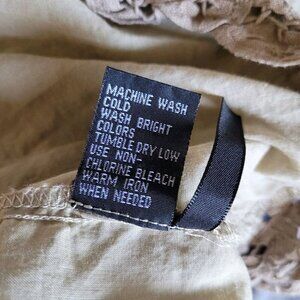 MACHINE WASH
COLD
WASH BRIGHT
COLORS
TUMBLE DRY LOW
USE NON-
CHLORINE BLEACH
WARM IRON
WHEN NEEDED